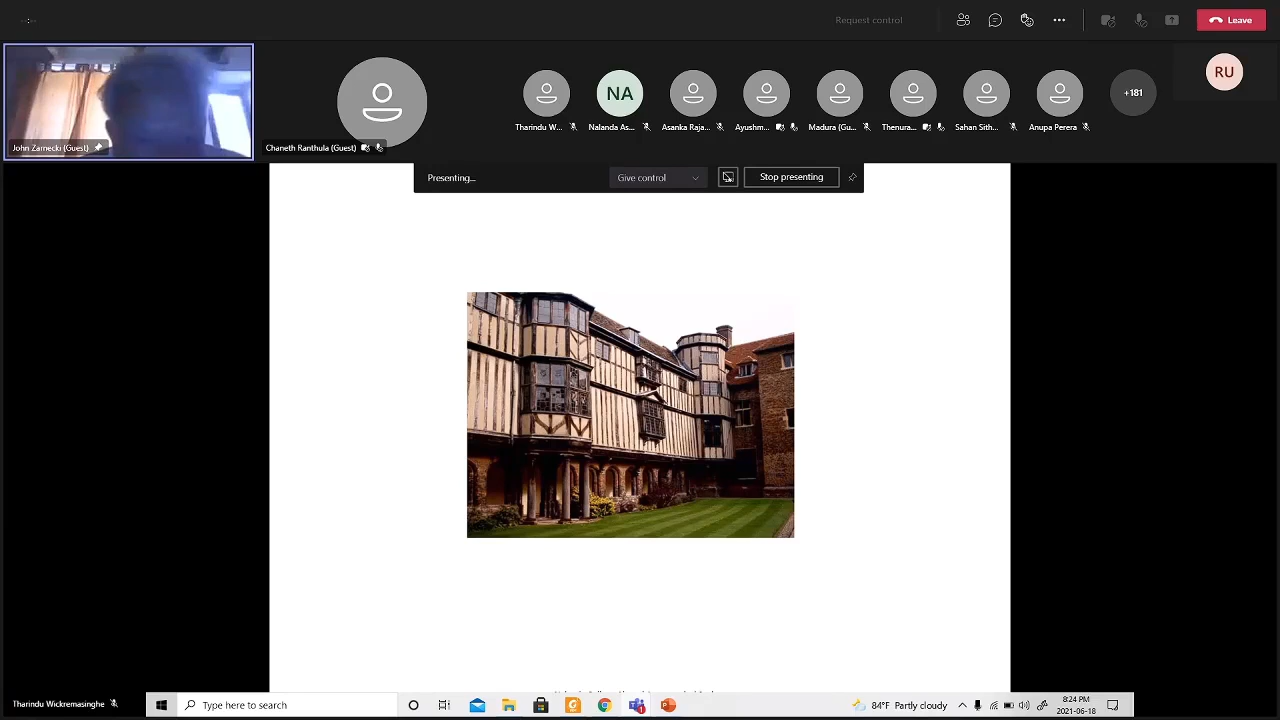 Request control
Leave
John Zarnecki (Guest)
Chaneth Ranthula (Guest)
Tharindu W...
NA
Nalanda As...
Asanka Raja...
Ayushm...
Madura (Gu...
Thenura...
Sahan Sith...
Anupa Perera
+181
RU
Presenting...
Give control
Stop presenting
Tharindu Wickremasinghe
Type here to search
84°F Partly cloudy
8:24 PM
2021-06-18